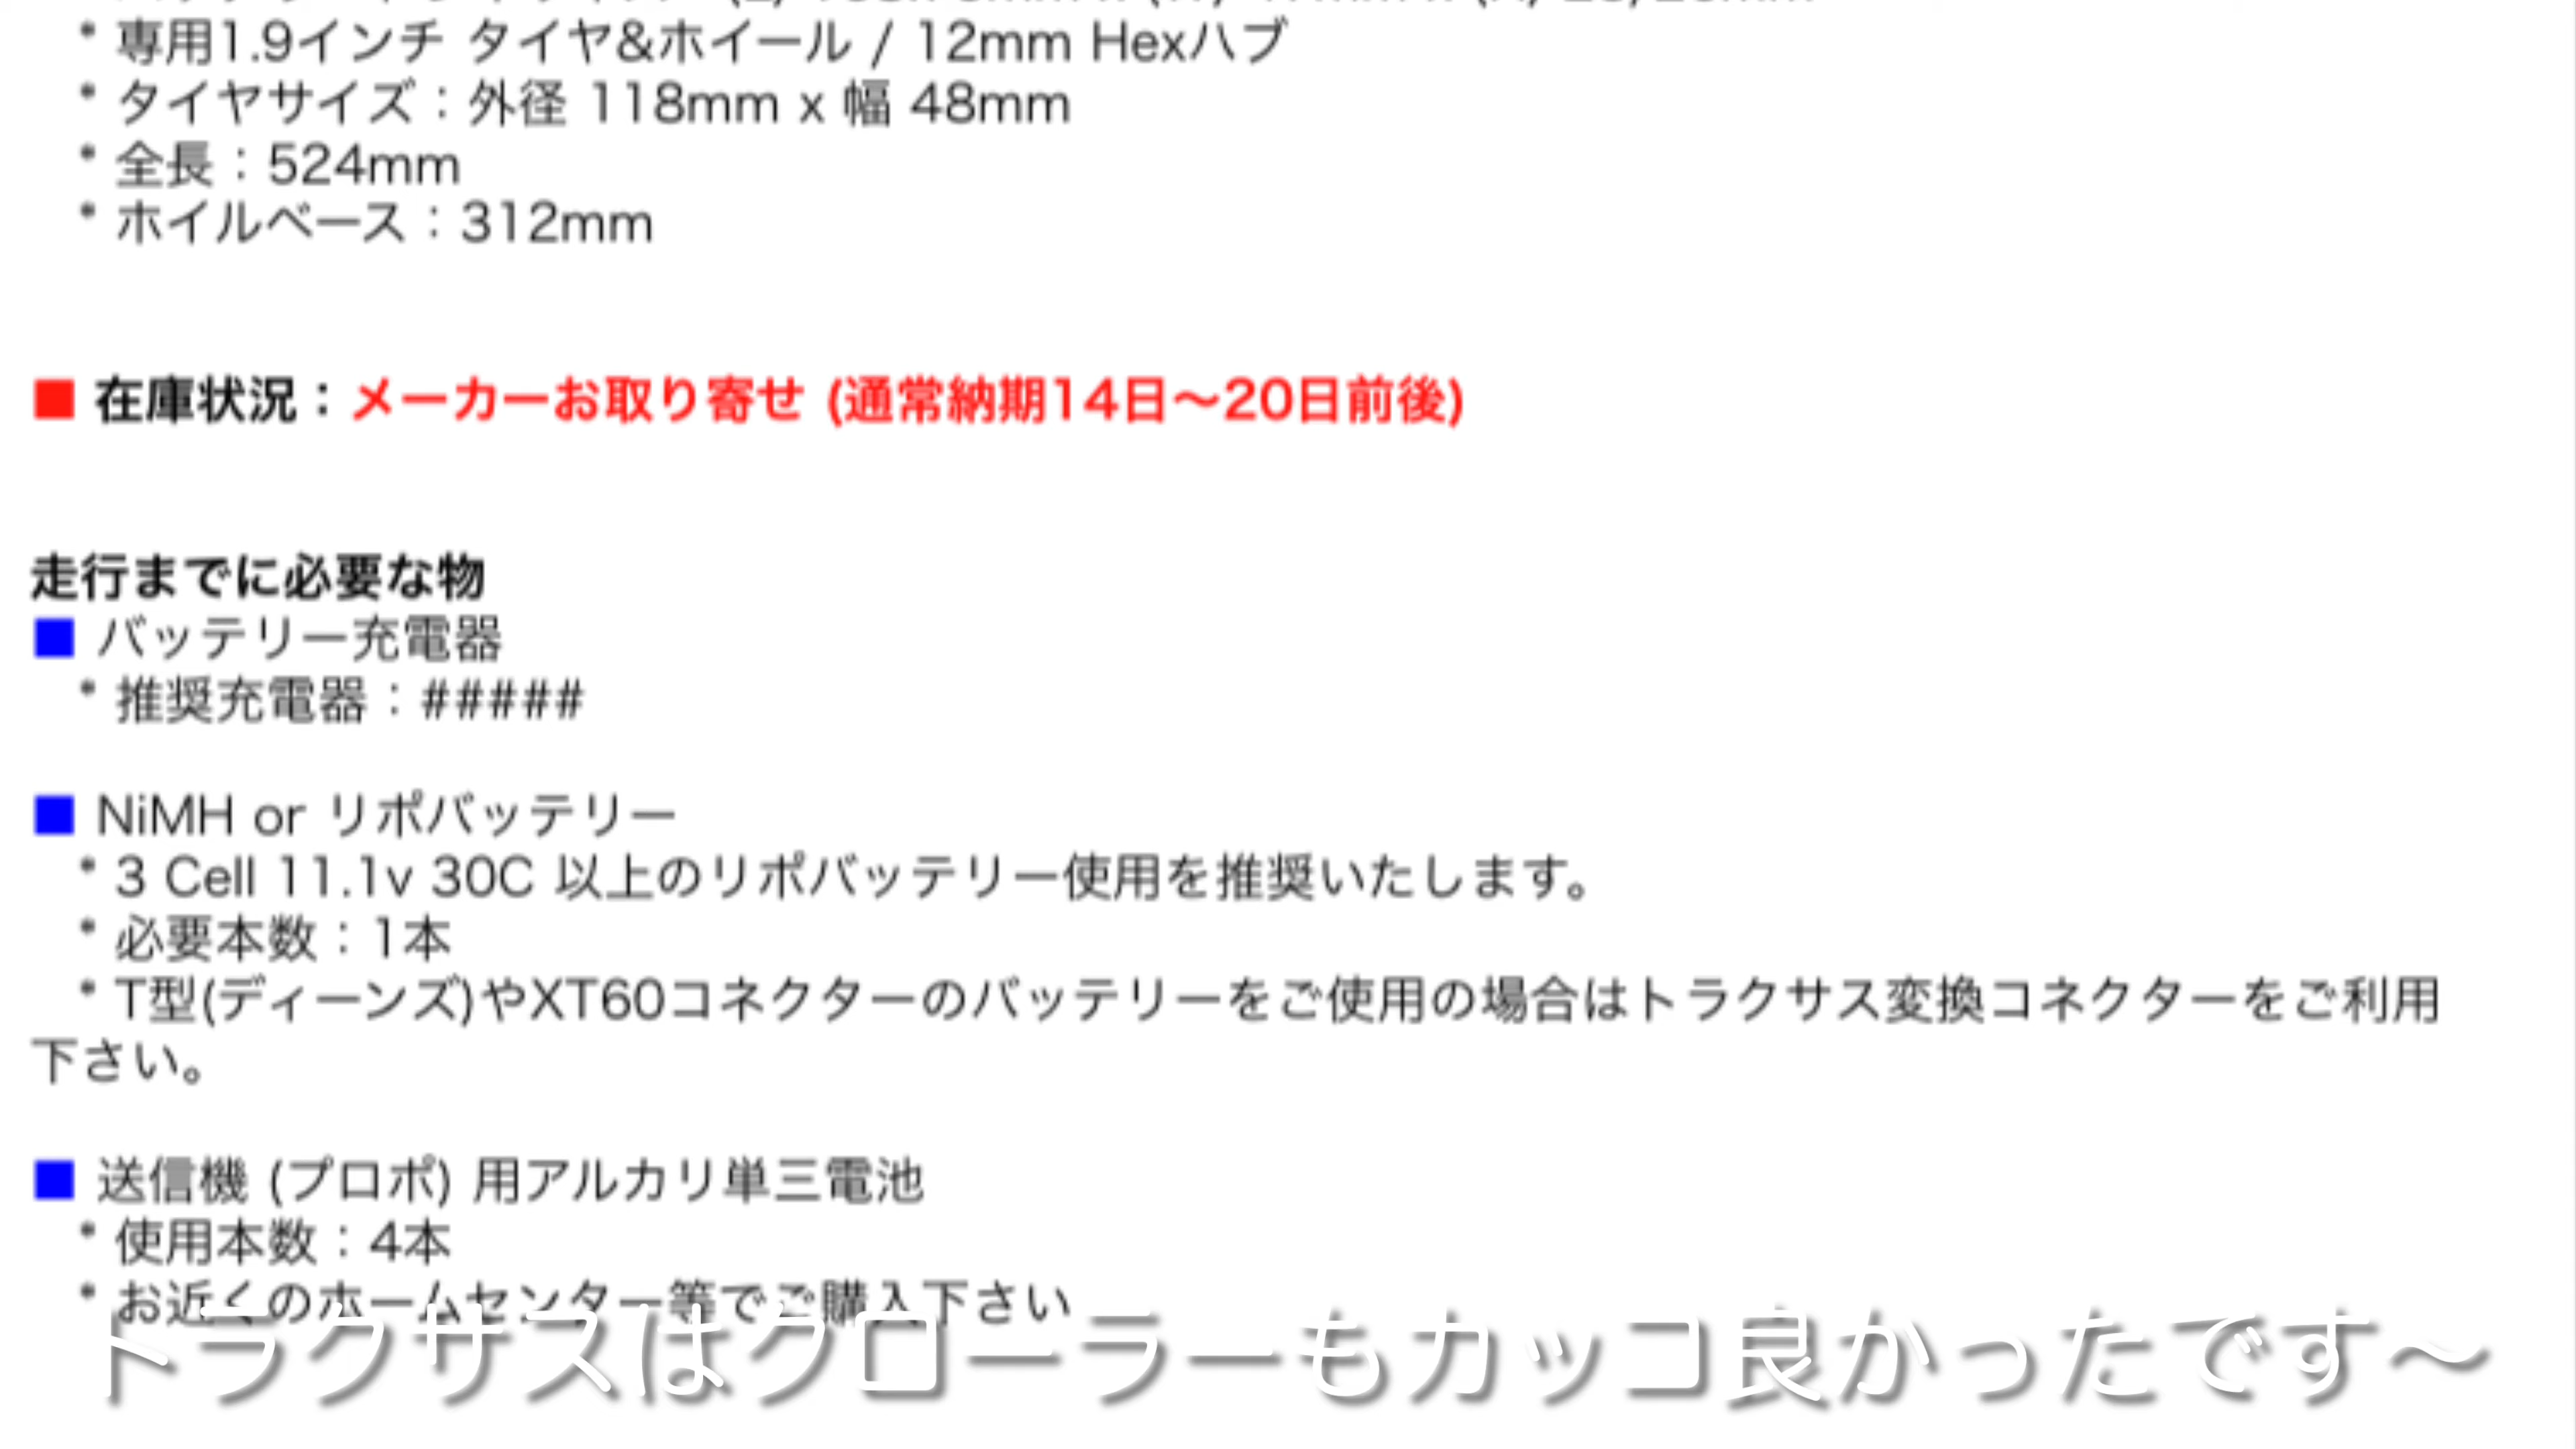 * 専用1.9インチ タイヤ&ホイール / 12mm Hexハブ
* タイヤサイズ：外径 118mm x 幅 48mm
* 全長：524mm
* ホイルベース：312mm
■ 在庫状況：メーカーお取り寄せ (通常納期14日〜20日前後)
走行までに必要な物
■ バッテリー充電器
* 推奨充電器：#####
■ NiMH or リポバッテリー
* 3 Cell 11.1v 30C 以上のリポバッテリー使用を推奨いたします。
* 必要本数：1本
* T型(ディーンズ)やXT60コネクターのバッテリーをご使用の場合はトラクサス変換コネクターをご利用
下さい。
■ 送信機 (プロポ) 用アルカリ単三電池
* 使用本数：4本
* お近くのホームセンター等でご購入下さい
トラクサスはクローラーもカッコ良かったです〜